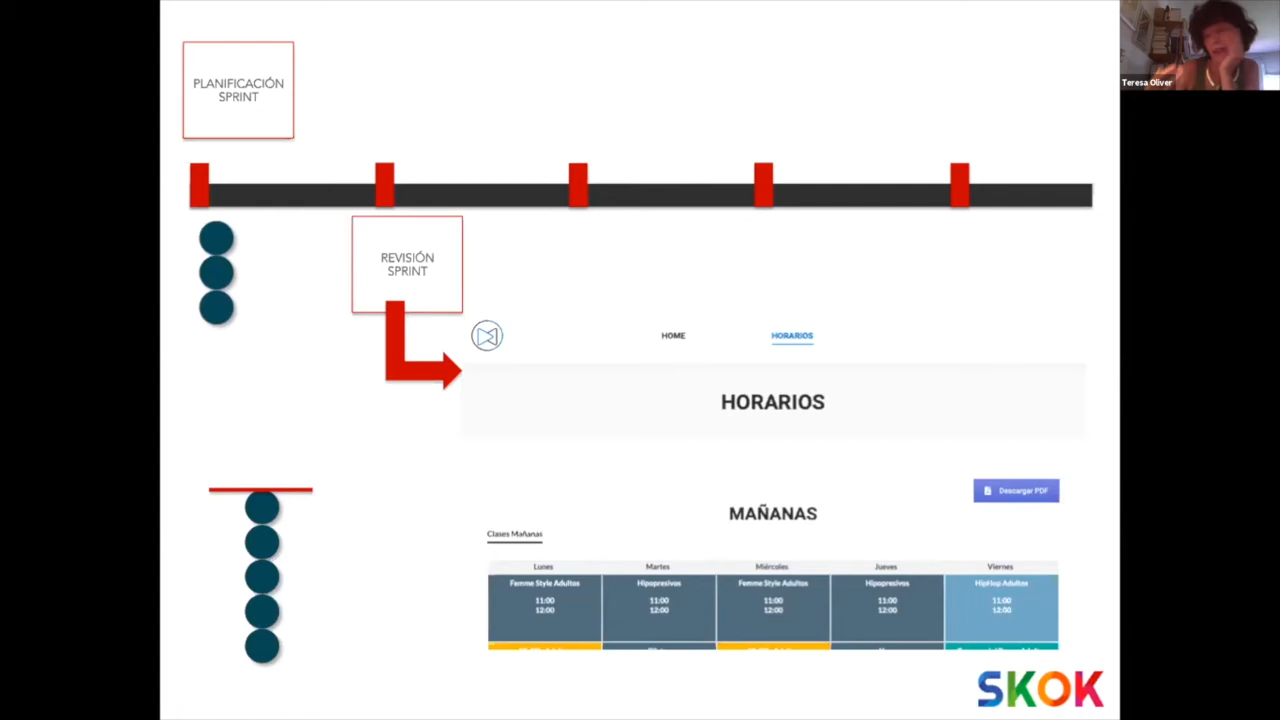 PLANIFICACIÓN
SPRINT
Teresa Oliver
REVISIÓN
SPRINT
HOME
HORARIOS
HORARIOS
Descargar PDF
MAÑANAS
Clases Mañanas
Lunes Martes Miércoles Jueves Viernes
Femme Style Adultos Hipopresivos Femme Style Adultos Hipopresivos HipHop Adultos
11:00 11:00 11:00 11:00 11:00
12:00 12:00 12:00 12:00 12:00
SKOK